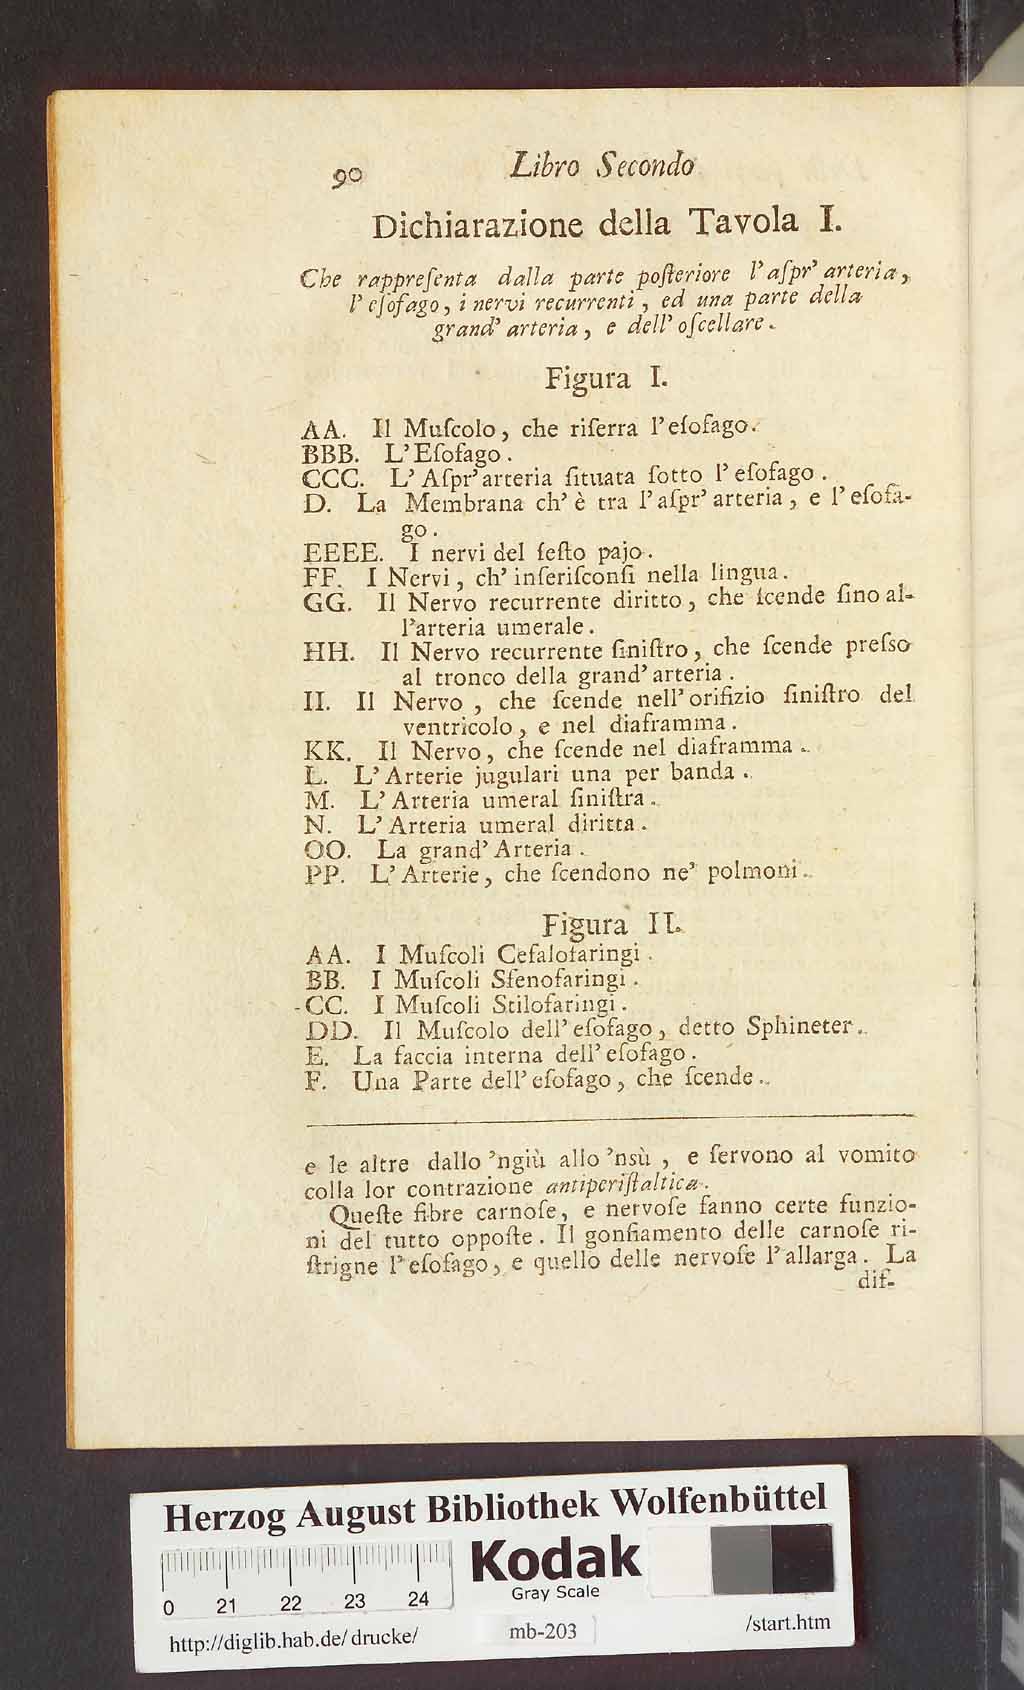 90 Libro Secondo
Dichiarazione della Tavola I.
Che rappreſenta dalla parte poſteriore l' aſpr' arteria,
l' eſofago, i nervi recurrenti, ed una parte della
grand' arteria, e dell' oſcellare.
Figura I.
AA. Il Muſcolo, che riſerra l'eſofago.
BBB. L'Eſofago.
CCC. L' Aſpr'arteria ſituata ſotto l' eſofago.
D. La Membrana ch' è tra l'aſpr' arteria, e l' eſofa-
go.
EEEE. I nervi del ſeſto pajo.
FF. I Nervi, ch' inſeriſconſi nella lingua.
GG. Il Nervo recurrente diritto, che ſcende ſino al-
l'arteria umerale.
HH. Il Nervo recurrente ſiniſtro, che ſcende preſso
al tronco della grand' arteria.
II. Il Nervo, che ſcende nell' orifizio ſiniſtro del
ventricolo, e nel diaframma.
KK. Il Nervo, che ſcende nel diaframma.
L. L' Arterie jugulari una per banda.
M. L' Arteria umeral ſiniſtra.
N. L' Arteria umeral diritta.
OO. La grand' Arteria.
PP. L' Arterie, che ſcendono ne' polmoni.
Figura II.
AA. I Muſcoli Cefalofaringi.
BB. I Muſcoli Sfenofaringi.
CC. I Muſcoli Stilofaringi.
DD. Il Muſcolo dell' eſofago, detto Sphineter.
E. La faccia interna dell' eſofago.
F. Una Parte dell' eſofago, che ſcende.
e le altre dallo 'ngiù allo 'nsù, e ſervono al vomito
colla lor contrazione antiperiſtaltica.
Queſte fibre carnoſe, e nervoſe fanno certe funzio-
ni del tutto oppoſte. Il gonfiamento delle carnoſe ri-
ſtrigne l' eſofago, e quello delle nervoſe l' allarga. La
diſ-
Herzog August Bibliothek Wolfenbüttel
Kodak
Gray Scale
0 21 22 23 24
http://diglib.hab.de/drucke/ mb-203 /start.htm